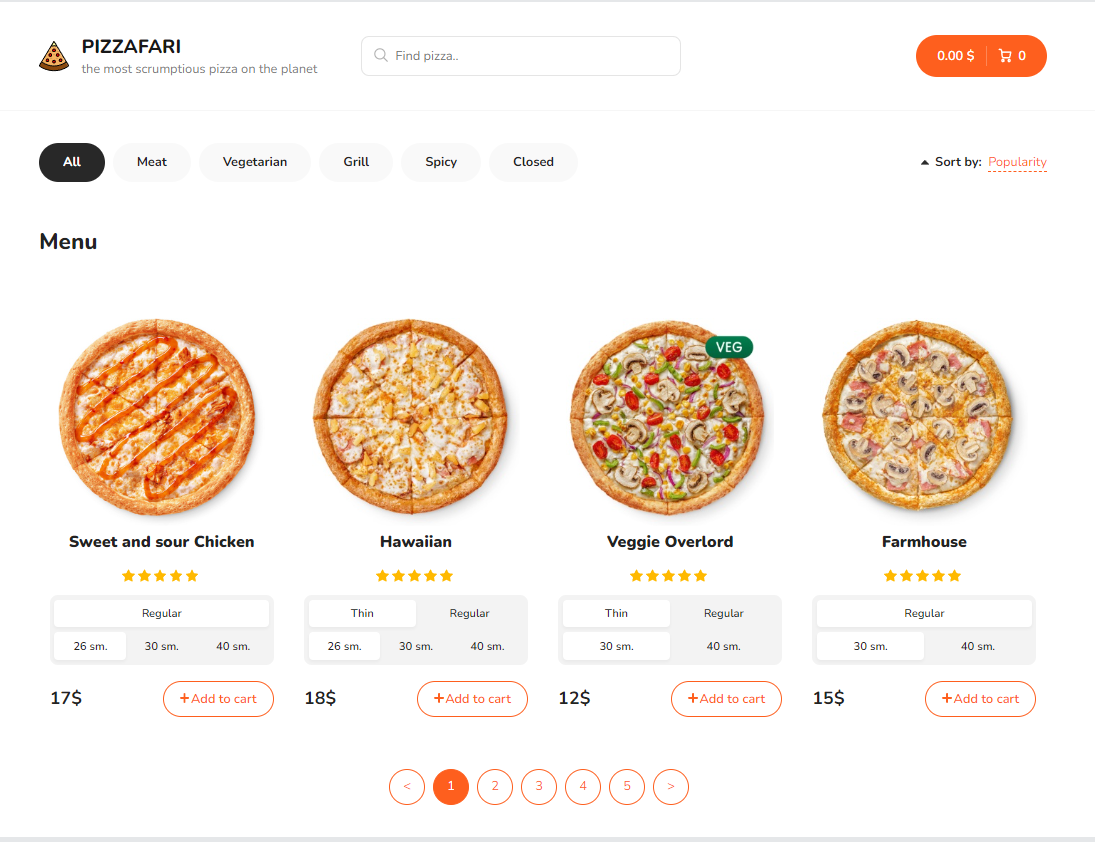 PIZZAFARI
the most scrumptious pizza on the planet
Find pizza..
0.00 $ 0
All Meat Vegetarian Grill Spicy Closed
Sort by: Popularity
Menu
VEG
Sweet and sour Chicken Hawaiian Veggie Overlord Farmhouse
Regular Thin Regular Thin Regular Regular
26 sm. 30 sm. 40 sm. 26 sm. 30 sm. 40 sm. 30 sm. 40 sm. 30 sm. 40 sm.
17$ +Add to cart 18$ +Add to cart 12$ +Add to cart 15$ +Add to cart
< 1 2 3 4 5 >